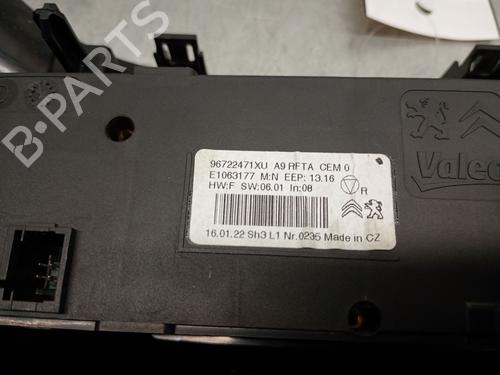 96722471XU A9 RFTA CEM 0
E1063177 M:N EEP: 13.16
HW:F SW:06.01 In:08
R
16.01.22 Sh3 L1 Nr.0235 Made in CZ
Valeo
B-PARTS